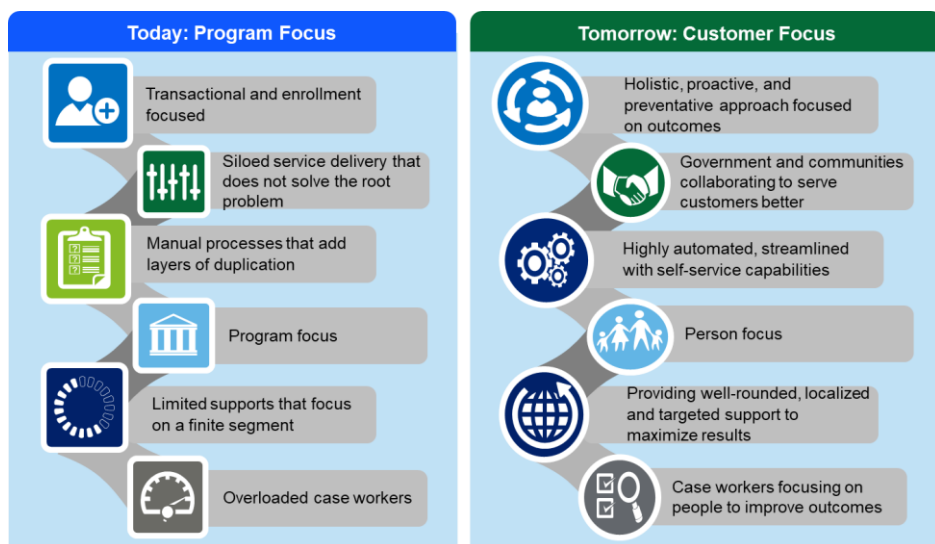 Today: Program Focus
Transactional and enrollment
focused
Siloed service delivery that
does not solve the root
problem
Manual processes that add
layers of duplication
Program focus
Limited supports that focus
on a finite segment
Overloaded case workers
Tomorrow: Customer Focus
Holistic, proactive, and
preventative approach focused
on outcomes
Government and communities
collaborating to serve
customers better
Highly automated, streamlined
with self-service capabilities
Person focus
Providing well-rounded, localized
and targeted support to
maximize results
Case workers focusing on
people to improve outcomes